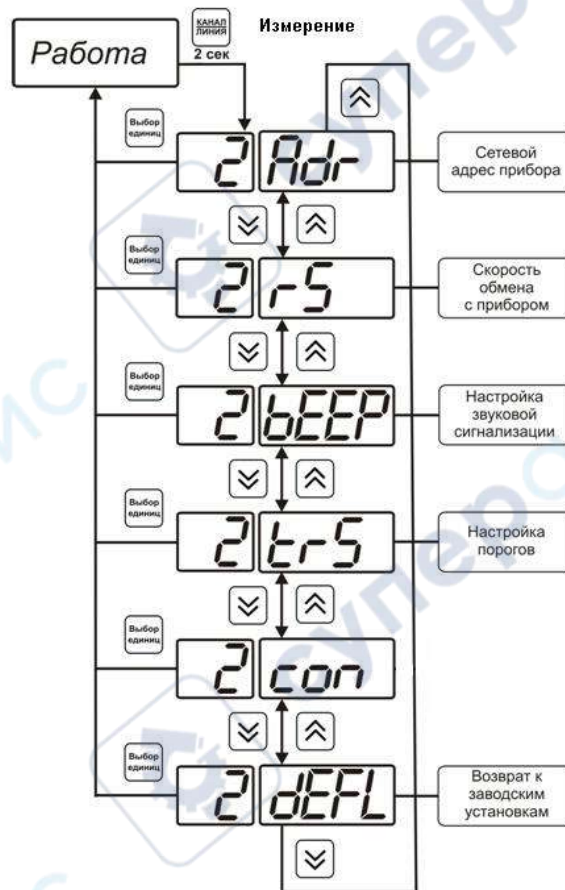 Измерение
Работа
КАНАЛ
ЛИНИЯ
2 сек
Выбор
единиц
2 Adr
Сетевой
адрес прибора
Выбор
единиц
2 rS
Скорость
обмена
с прибором
Выбор
единиц
2 bEEP
Настройка
звуковой
сигнализации
Выбор
единиц
2 trS
Настройка
порогов
Выбор
единиц
2 con
Выбор
единиц
2 dEFL
Возврат к
заводским
установкам